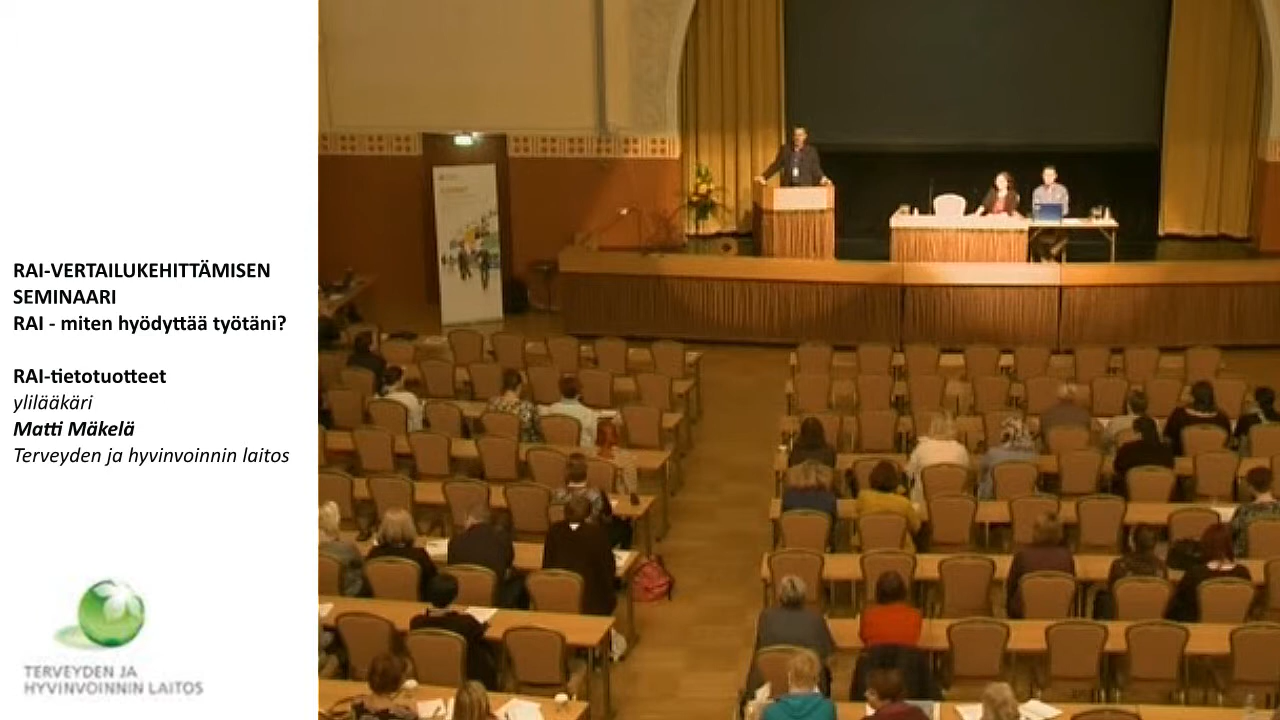 RAI-VERTAILUKEHITTÄMISEN
SEMINAARI
RAI - miten hyödyttää työtäni?
RAI-tietotuotteet
ylilääkäri
Matti Mäkelä
Terveyden ja hyvinvoinnin laitos
TERVEYDEN JA
HYVINVOINNIN LAITOS